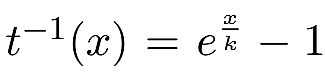 t⁻¹(x) = e^{\frac{x}{k}} − 1